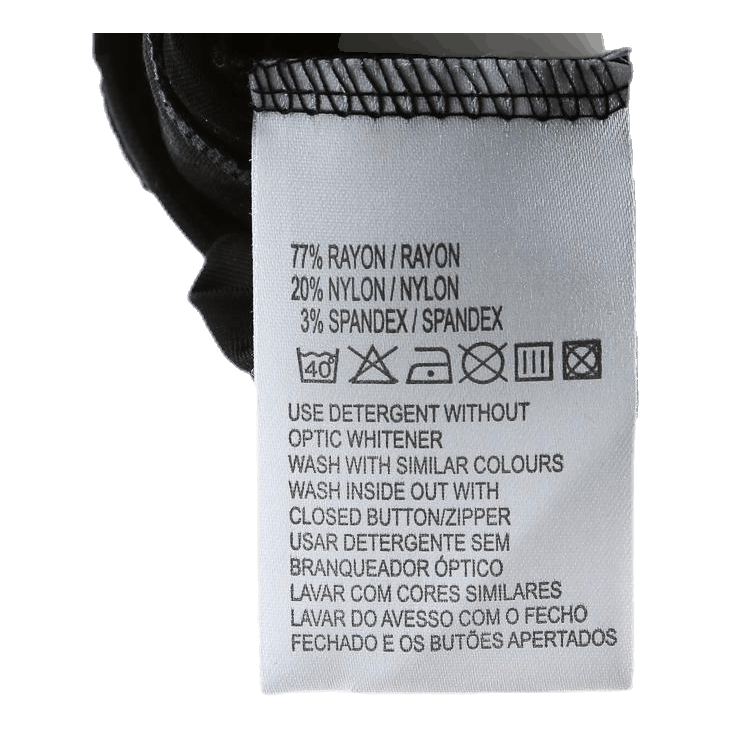 77% RAYON / RAYON
20% NYLON / NYLON
3% SPANDEX / SPANDEX
40°
USE DETERGENT WITHOUT
OPTIC WHITENER
WASH WITH SIMILAR COLOURS
WASH INSIDE OUT WITH
CLOSED BUTTON/ZIPPER
USAR DETERGENTE SEM
BRANQUEADOR ÓPTICO
LAVAR COM CORES SIMILARES
LAVAR DO AVESSO COM O FECHO
FECHADO E OS BUTÕES APERTADOS